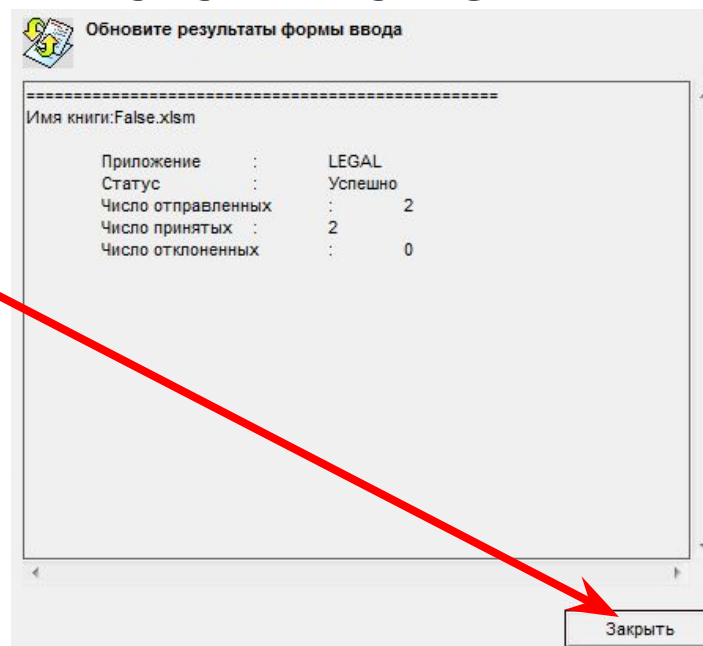 Обновите результаты формы ввода
==================================================
Имя книги:False.xlsm
Приложение : LEGAL
Статус : Успешно
Число отправленных : 2
Число принятых : 2
Число отклоненных : 0
Закрыть